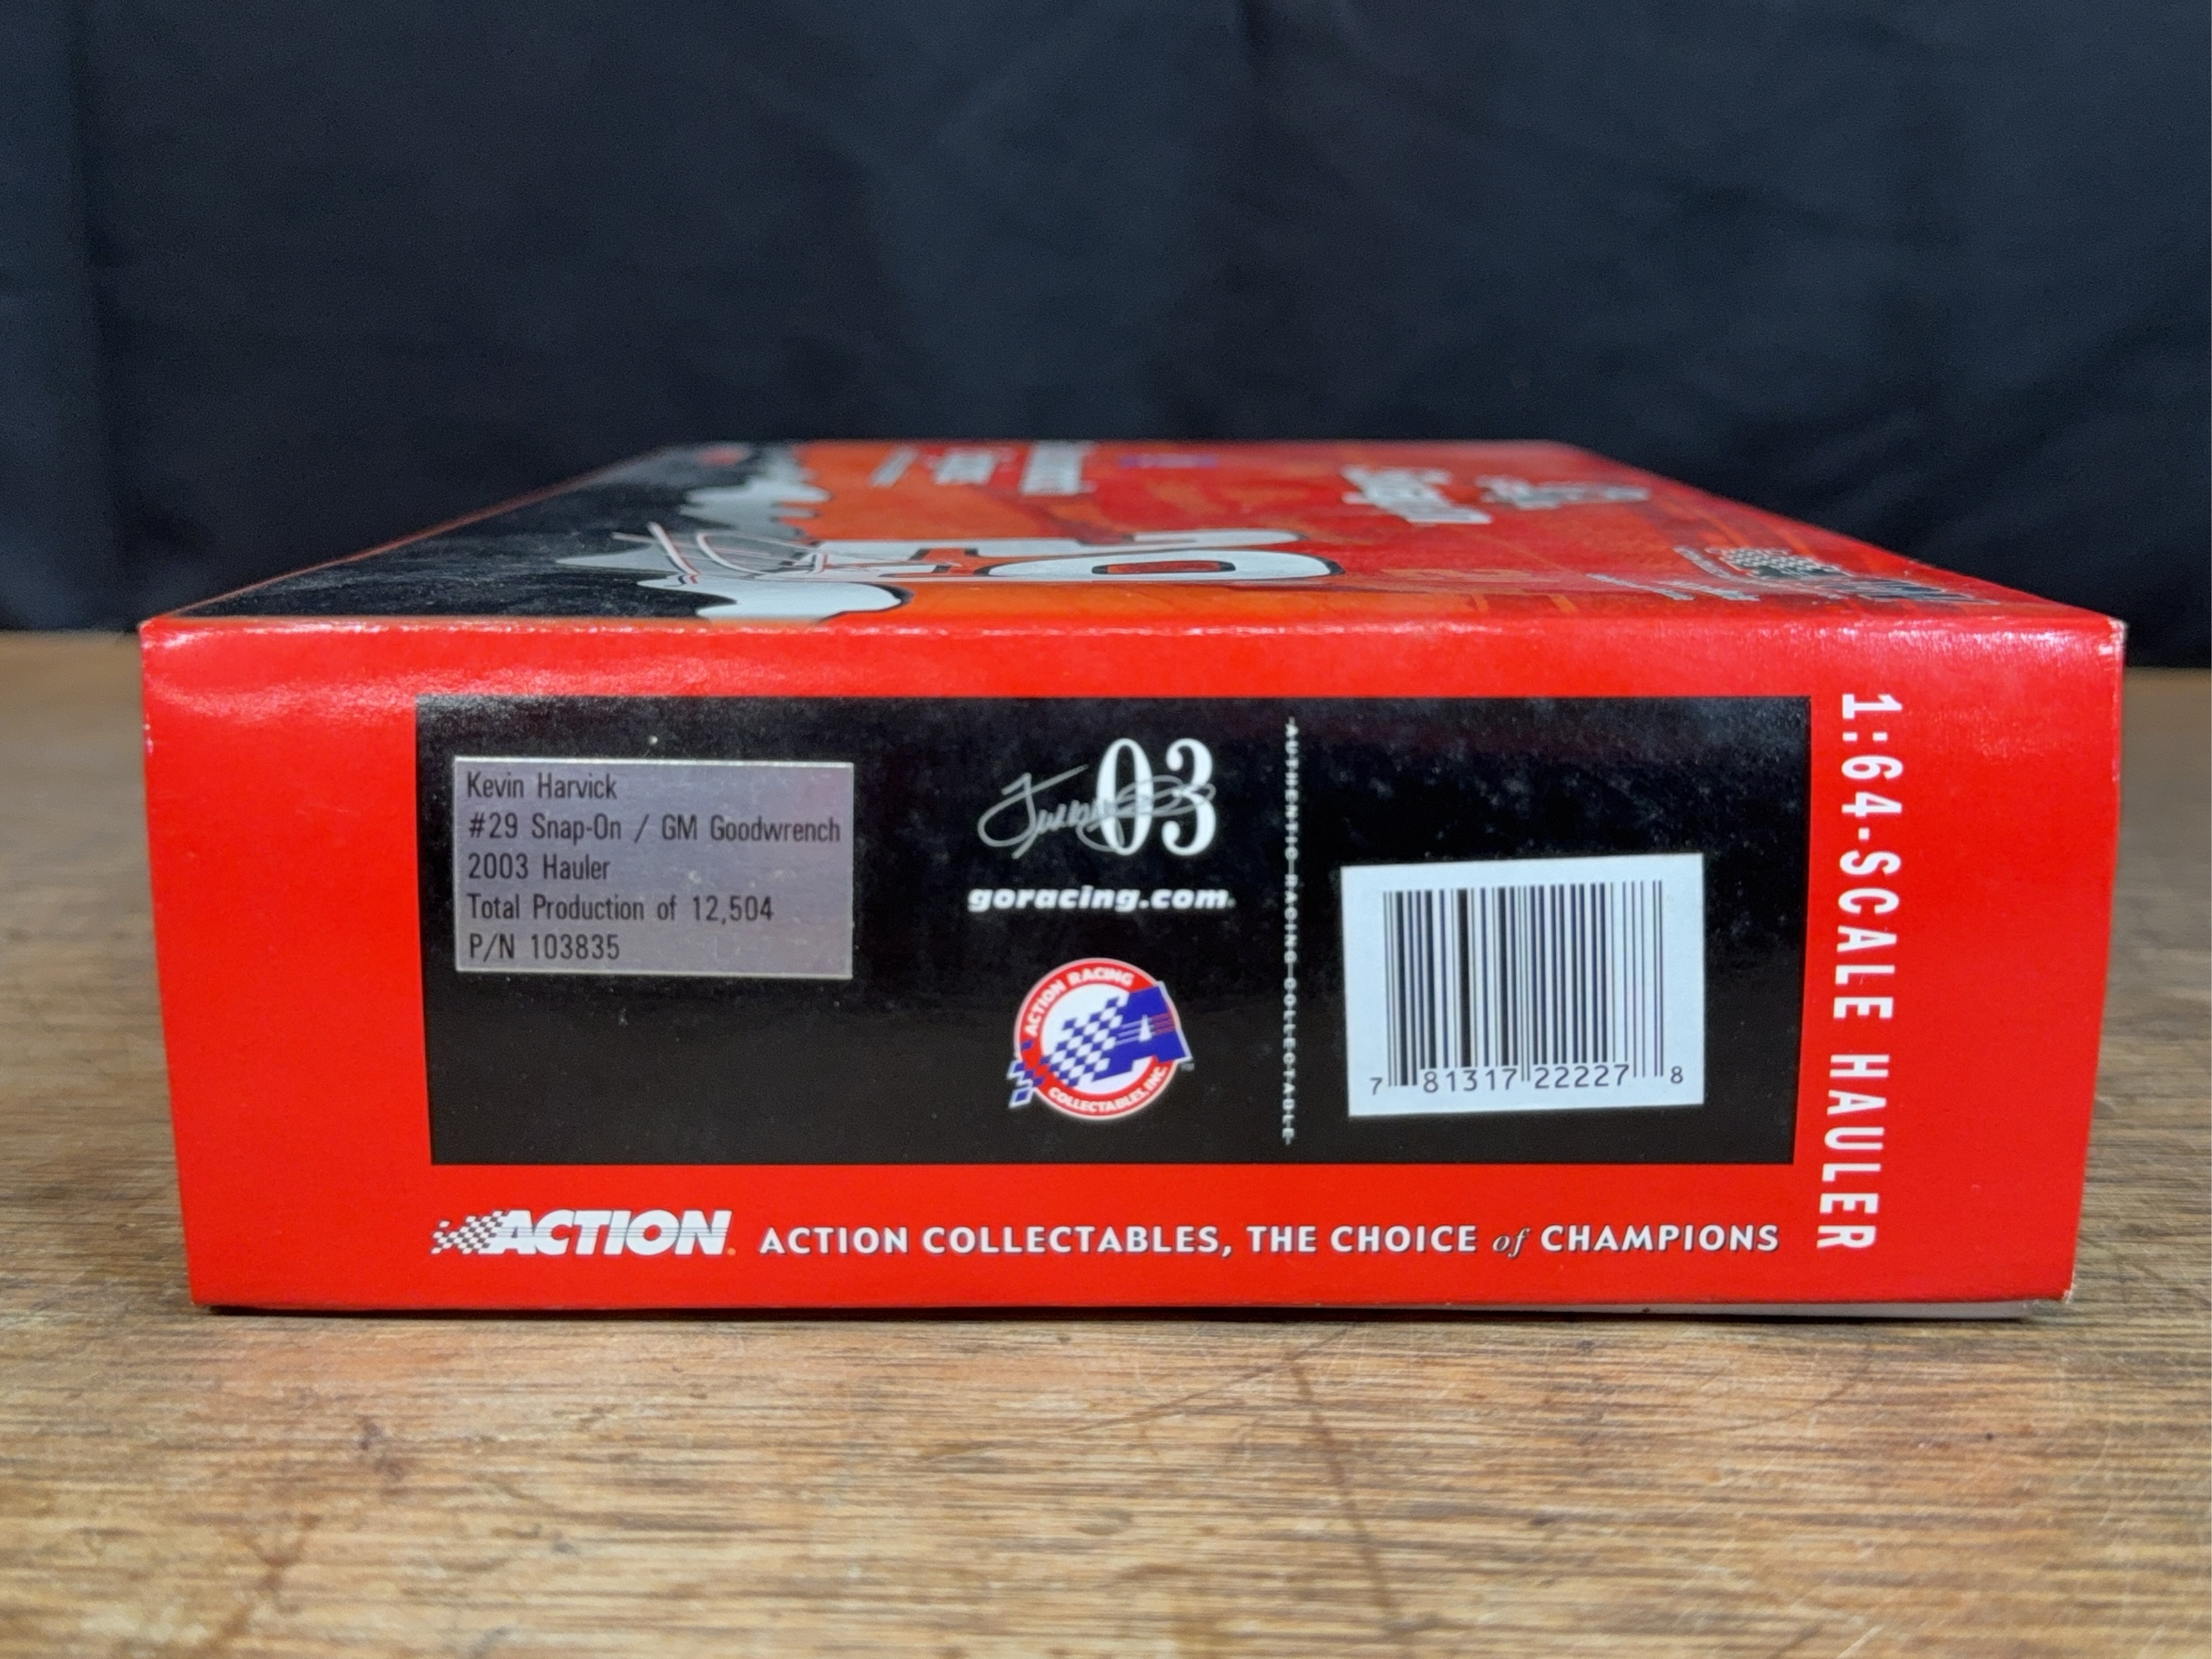 Kevin Harvick
#29 Snap-On / GM Goodwrench
2003 Hauler
Total Production of 12,504
P/N 103835
03
goracing.com
ACTION RACING
COLLECTABLES, INC.
AUTHENTIC RACING COLLECTABLE
7 81317 22227 8
1:64-SCALE HAULER
ACTION
ACTION COLLECTABLES, THE CHOICE of CHAMPIONS